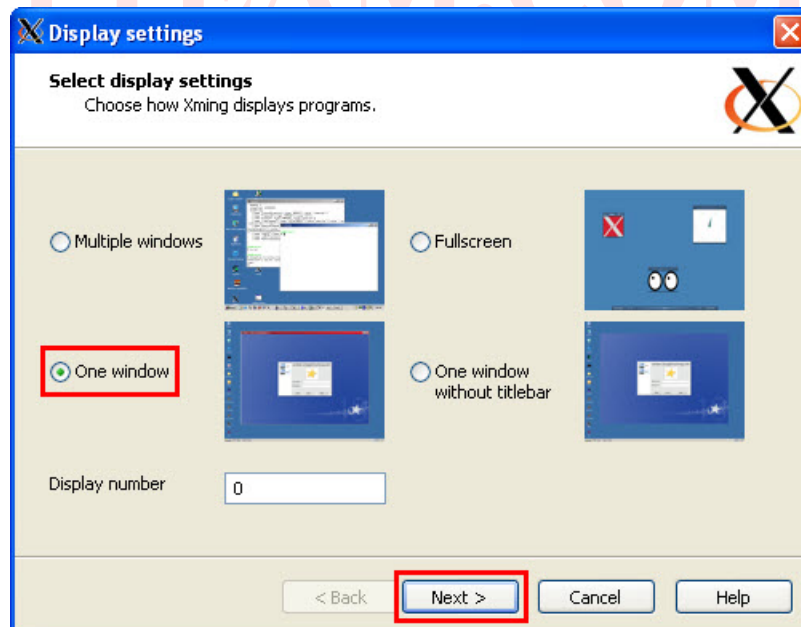 Display settings
Select display settings
Choose how Xming displays programs.
Multiple windows
Fullscreen
One window
One window
without titlebar
Display number
0
< Back
Next >
Cancel
Help